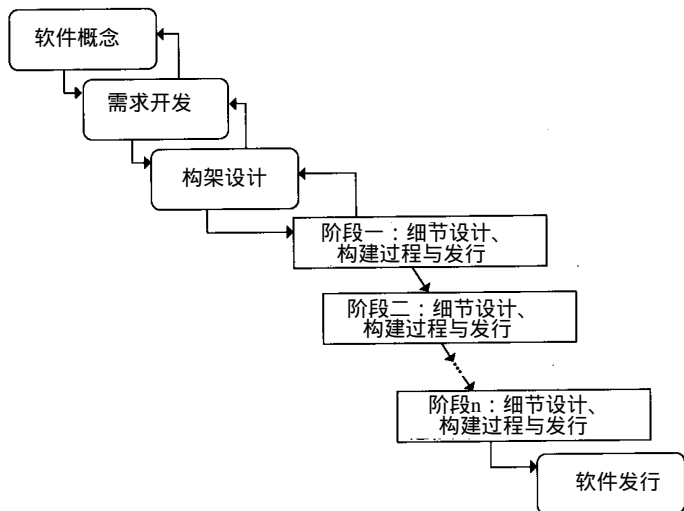 软件概念
需求开发
构架设计
阶段一：细节设计、
构建过程与发行
阶段二：细节设计、
构建过程与发行
阶段n：细节设计、
构建过程与发行
软件发行